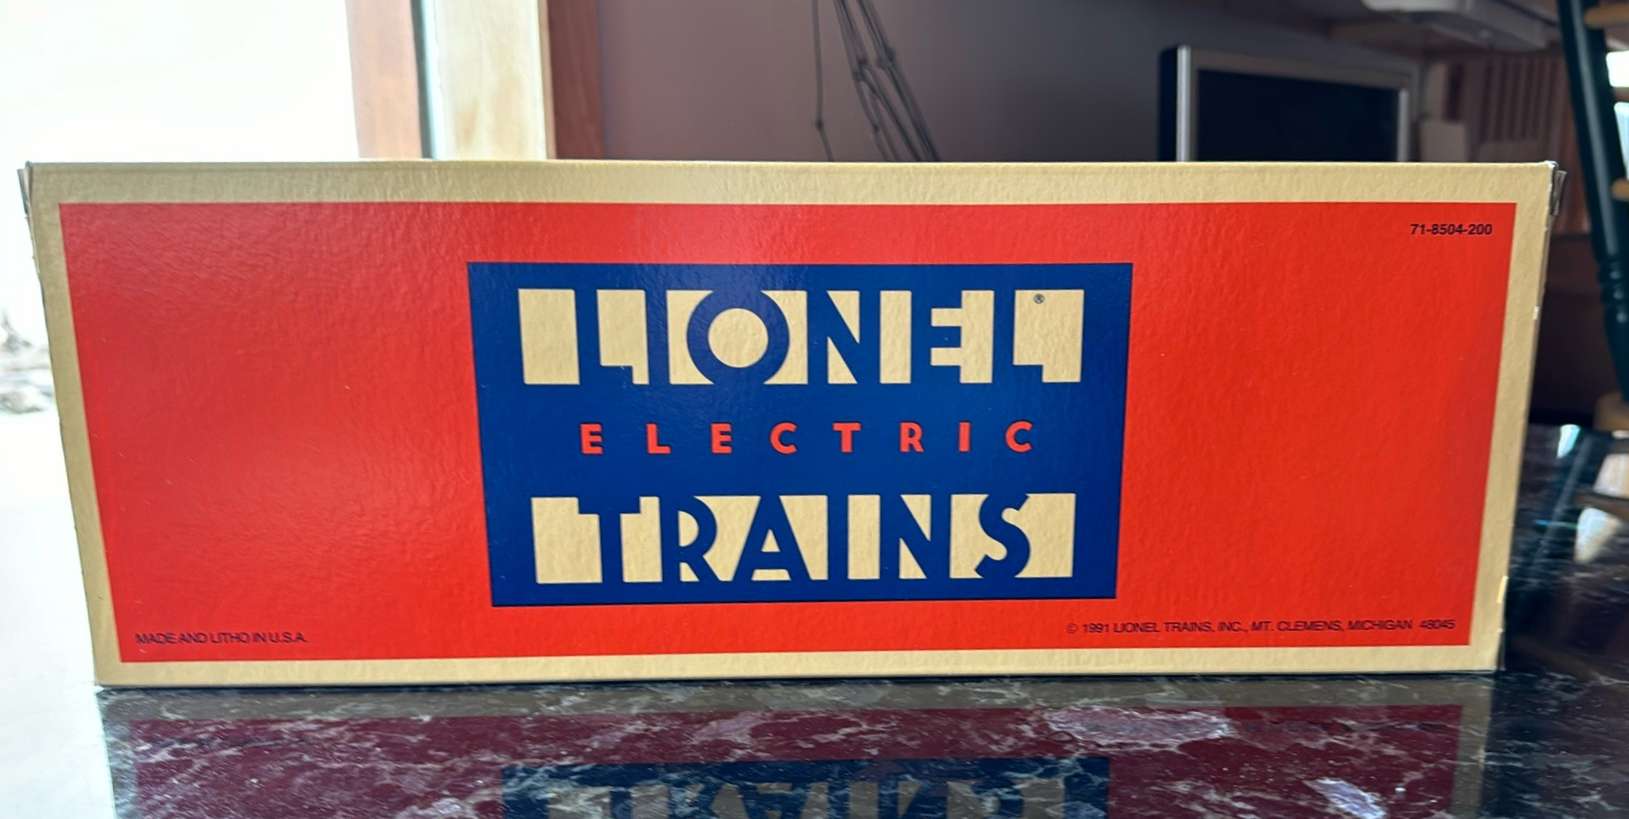 71-8504-200
LIONEL®
ELECTRIC
TRAINS
MADE AND LITHO IN U.S.A.
© 1991 LIONEL TRAINS, INC., MT. CLEMENS, MICHIGAN 48045